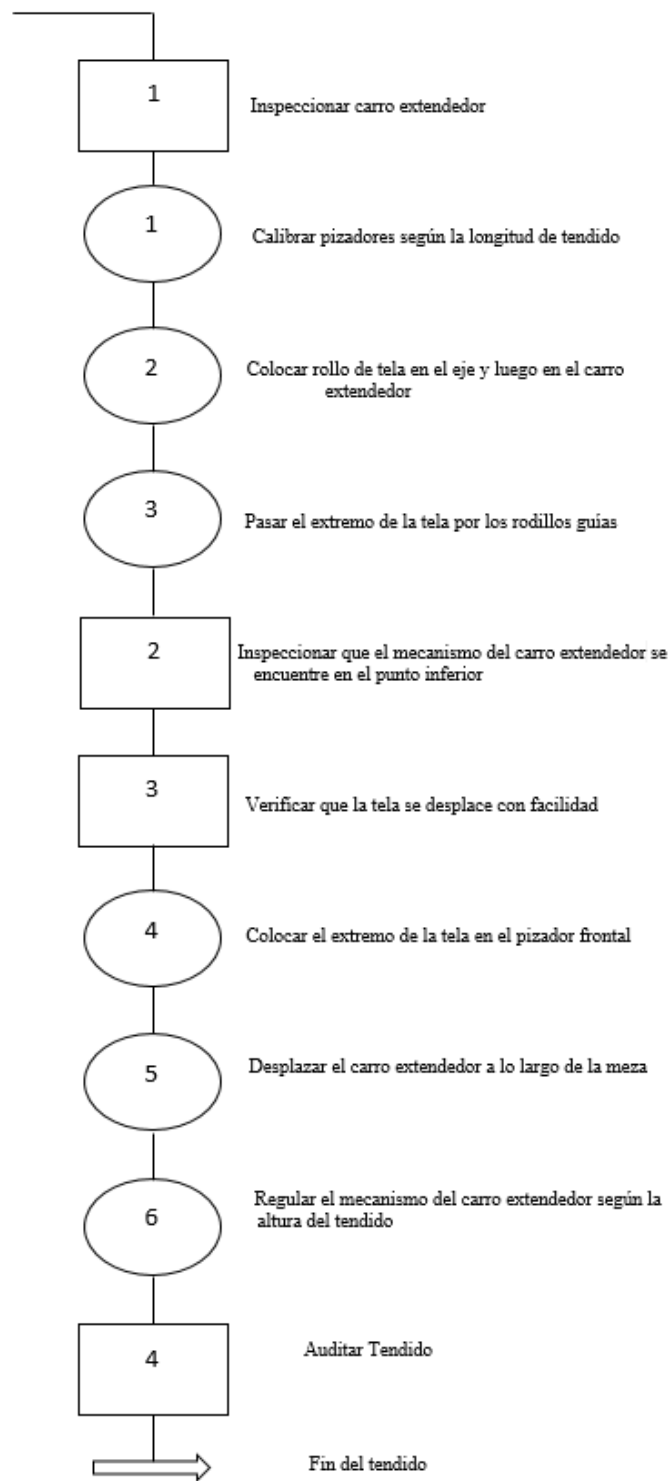 1
Inspeccionar carro extendedor
1
Calibrar pizadores según la longitud de tendido
2
Colocar rollo de tela en el eje y luego en el carro
extendedor
3
Pasar el extremo de la tela por los rodillos guías
2
Inspeccionar que el mecanismo del carro extendedor se
encuentre en el punto inferior
3
Verificar que la tela se desplace con facilidad
4
Colocar el extremo de la tela en el pizador frontal
5
Desplazar el carro extendedor a lo largo de la meza
6
Regular el mecanismo del carro extendedor según la
altura del tendido
4
Auditar Tendido
Fin del tendido